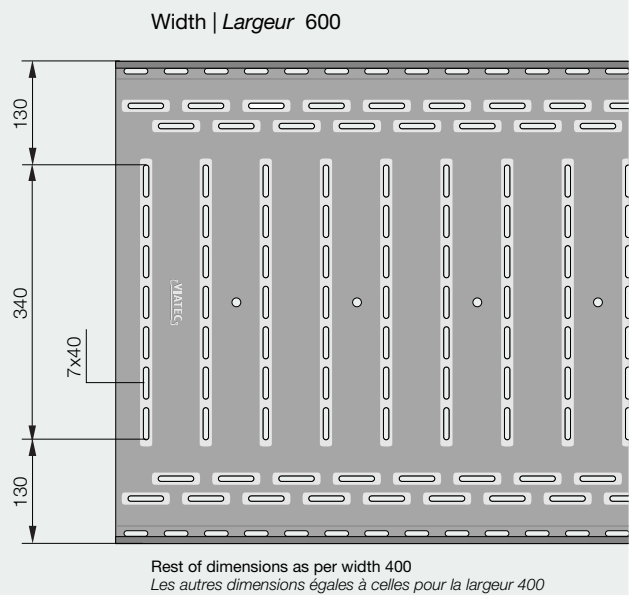 Width | Largeur 600
130
340
7x40
VIATEC
130
Rest of dimensions as per width 400
Les autres dimensions égales à celles pour la largeur 400